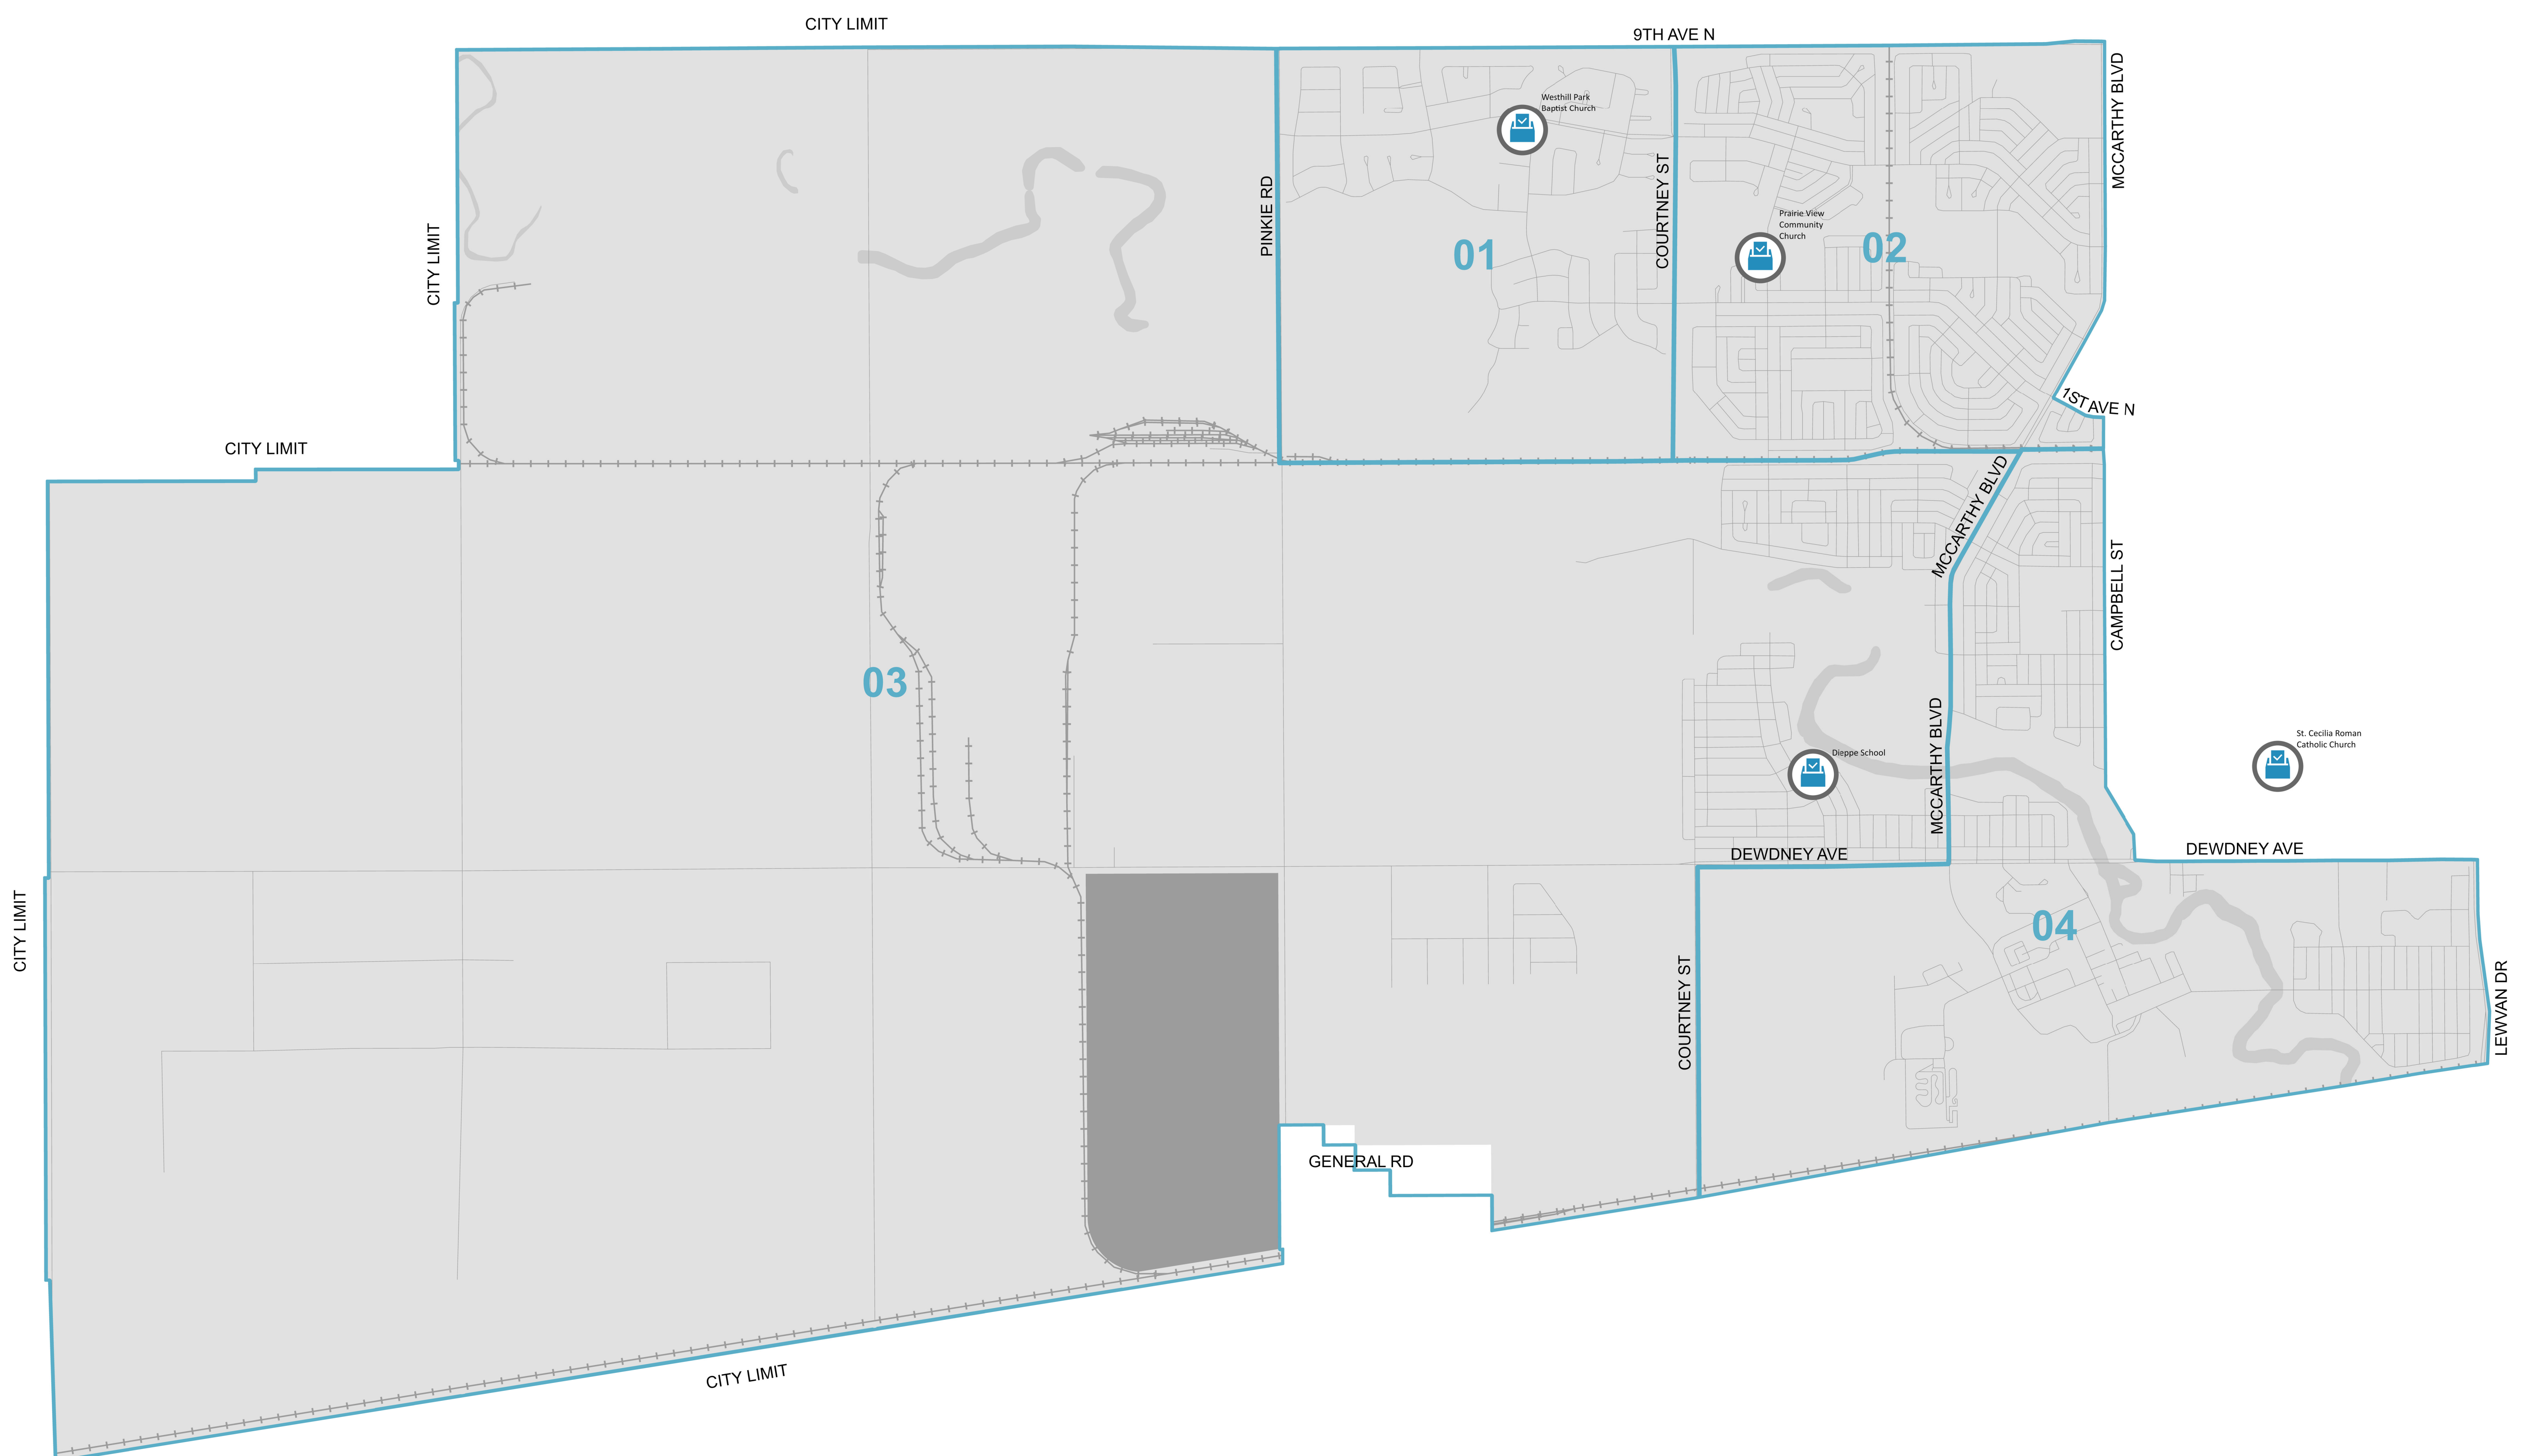 CITY LIMIT
9TH AVE N
MCCARTHY BLVD
Westhill Park
Baptist Church
COURTNEY ST
PINKIE RD
Prairie View
Community
Church
01
02
CITY LIMIT
1ST AVE N
CITY LIMIT
MCCARTHY BLVD
CAMPBELL ST
03
MCCARTHY BLVD
Dieppe School
St. Cecilia Roman
Catholic Church
DEWDNEY AVE
DEWDNEY AVE
04
CITY LIMIT
COURTNEY ST
LEWVAN DR
GENERAL RD
CITY LIMIT